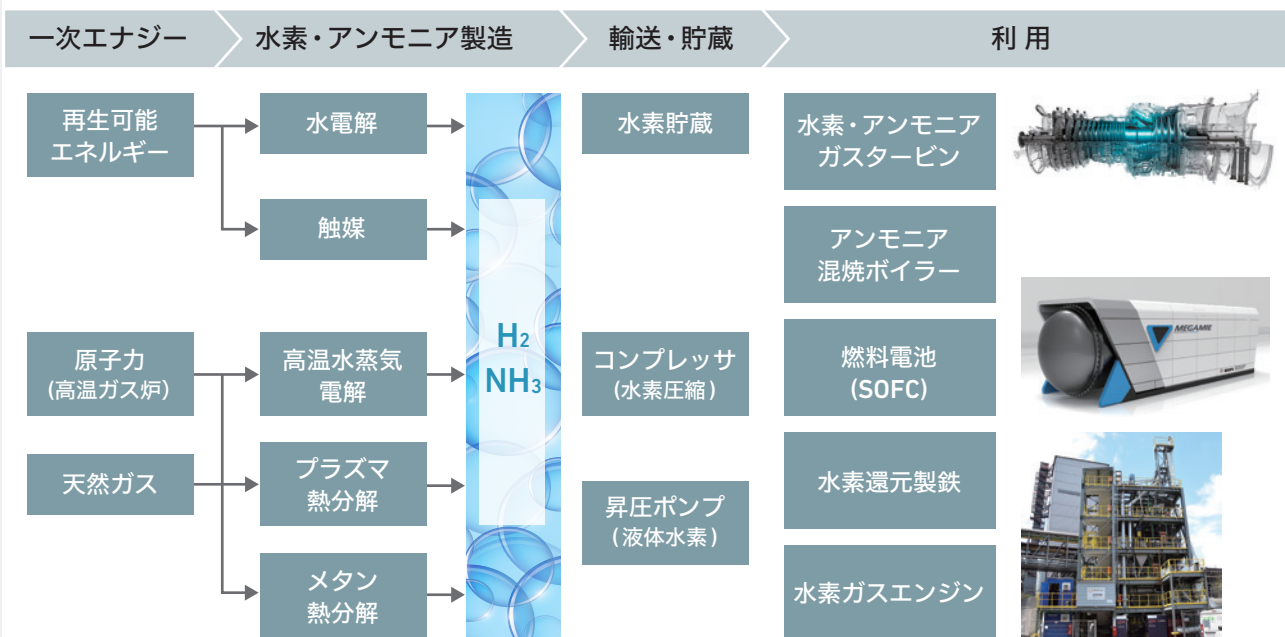 一次エナジー
水素・アンモニア製造
輸送・貯蔵
利用
再生可能
エネルギー
原子力
(高温ガス炉)
天然ガス
水電解
触媒
高温水蒸気
電解
プラズマ
熱分解
メタン
熱分解
H2
NH3
水素貯蔵
コンプレッサ
(水素圧縮)
昇圧ポンプ
(液体水素)
水素・アンモニア
ガスタービン
アンモニア
混焼ボイラー
燃料電池
(SOFC)
水素還元製鉄
水素ガスエンジン
MEGAMIE